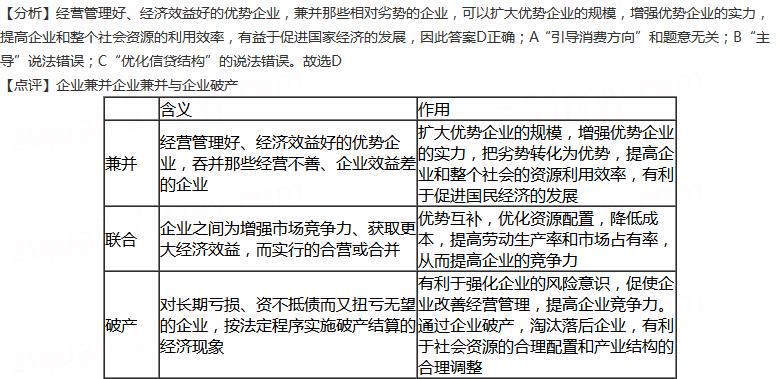 【分析】经营管理好、经济效益好的优势企业，兼并那些相对劣势的企业，可以扩大优势企业的规模，增强优势企业的实力，
提高企业和整个社会资源的利用效率，有益于促进国家经济的发展，因此答案D正确；A“引导消费方向”和题意无关；B“主
导”说法错误；C“优化信贷结构”的说法错误。故选D
【点评】企业兼并企业兼并与企业破产
含义
作用
兼并
经营管理好、经济效益好的优势企
业，吞并那些经营不善、企业效益差
的企业
扩大优势企业的规模，增强优势企业
的实力，把劣势转化为优势，提高企
业和整个社会的资源利用效率，有利
于促进国民经济的发展
联合
企业之间为增强市场竞争力、获取更
大经济效益，而实行的合营或合并
优势互补，优化资源配置，降低成
本，提高劳动生产率和市场占有率，
从而提高企业的竞争力
破产
对长期亏损、资不抵债而又扭亏无望
的企业，按法定程序实施破产结算的
经济现象
有利于强化企业的风险意识，促使企
业改善经营管理，提高企业竞争力。
通过企业破产，淘汰落后企业，有利
于社会资源的合理配置和产业结构的
合理调整